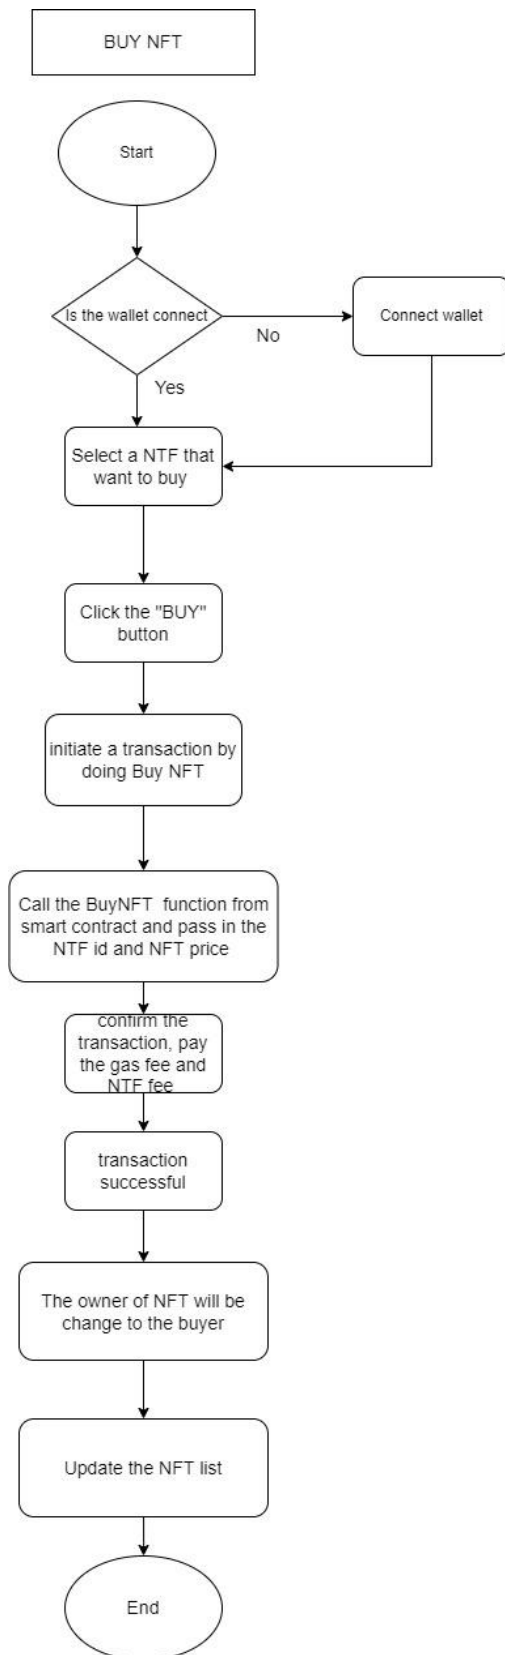 BUY NFT
Start
Is the wallet connect
Connect wallet
No
Yes
Select a NTF that
want to buy
Click the "BUY"
button
initiate a transaction by
doing Buy NFT
Call the BuyNFT function from
smart contract and pass in the
NTF id and NFT price
confirm the
transaction, pay
the gas fee and
NTF fee
transaction
successful
The owner of NFT will be
change to the buyer
Update the NFT list
End